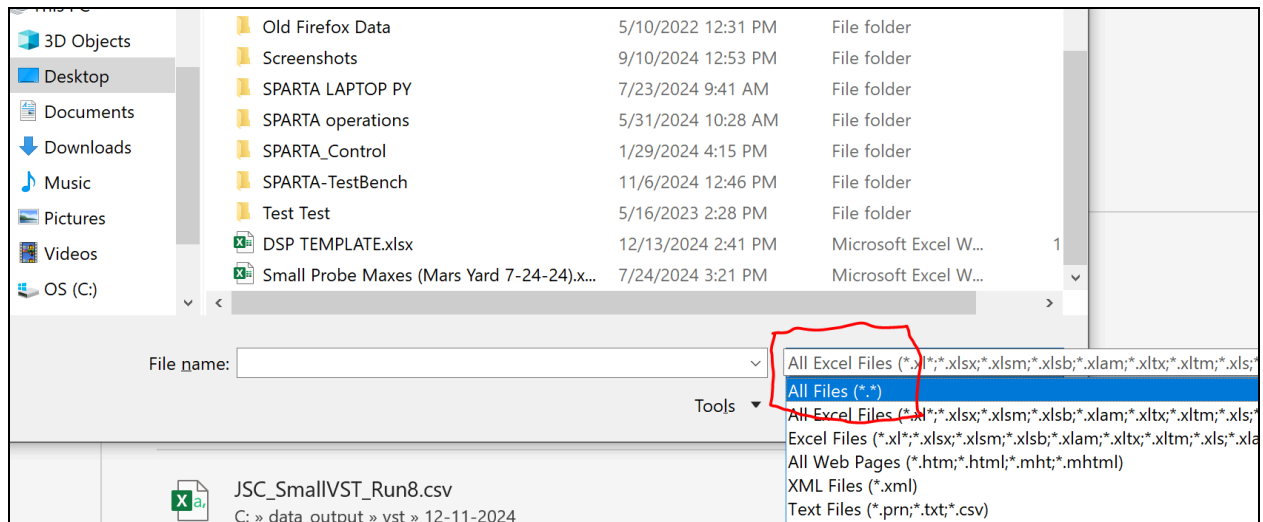 This PC
3D Objects
Desktop
Documents
Downloads
Music
Pictures
Videos
OS (C:)
Old Firefox Data 5/10/2022 12:31 PM File folder
Screenshots 9/10/2024 12:53 PM File folder
SPARTA LAPTOP PY 7/23/2024 9:41 AM File folder
SPARTA operations 5/31/2024 10:28 AM File folder
SPARTA_Control 1/29/2024 4:15 PM File folder
SPARTA-TestBench 11/6/2024 12:46 PM File folder
Test Test 5/16/2023 2:28 PM File folder
DSP TEMPLATE.xlsx 12/13/2024 2:41 PM Microsoft Excel W... 1
Small Probe Maxes (Mars Yard 7-24-24).x... 7/24/2024 3:21 PM Microsoft Excel W...
File name: All Excel Files (*.xl*;*.xlsx;*.xlsm;*.xlsb;*.xlam;*.xltx;*.xltm;*.xls;*
Tools
All Files (*.*)
All Excel Files (*.xl*;*.xlsx;*.xlsm;*.xlsb;*.xlam;*.xltx;*.xltm;*.xls;*
Excel Files (*.xl*;*.xlsx;*.xlsm;*.xlsb;*.xlam;*.xltx;*.xltm;*.xls;*.xla
All Web Pages (*.htm;*.html;*.mht;*.mhtml)
XML Files (*.xml)
Text Files (*.prn;*.txt;*.csv)
JSC_SmallVST_Run8.csv
C: » data_output » vst » 12-11-2024